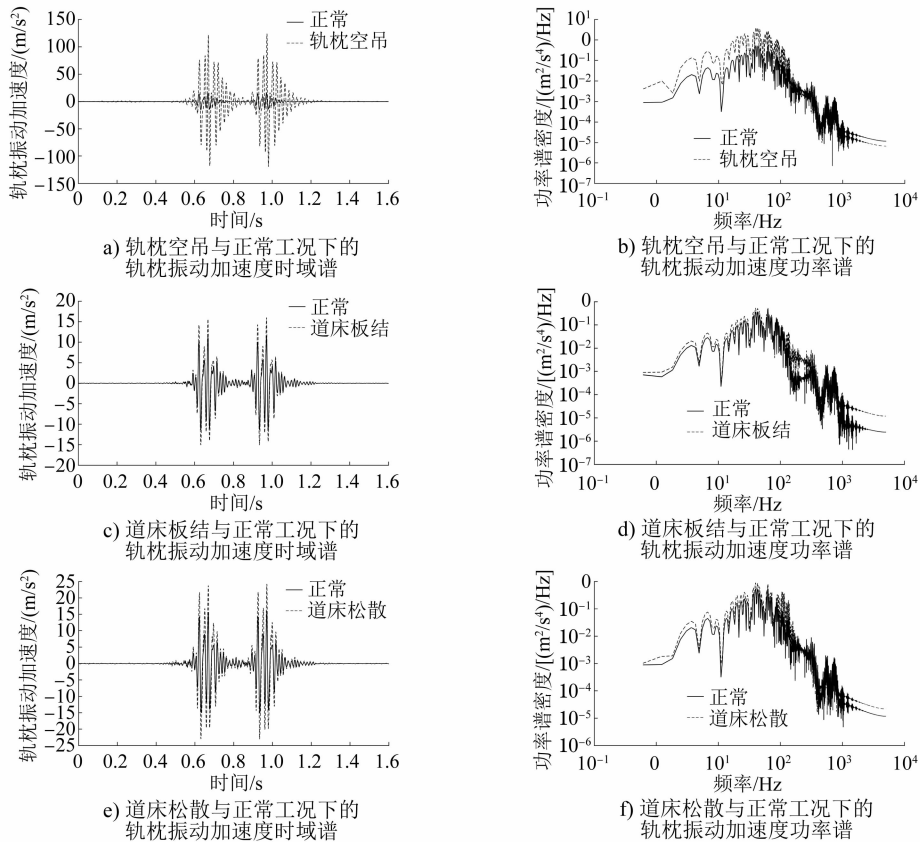 轨枕振动加速度/(m/s²)
150
100
50
0
−50
−100
−150
0 0.2 0.4 0.6 0.8 1.0 1.2 1.4 1.6
时间/s
正常
轨枕空吊
a) 轨枕空吊与正常工况下的
轨枕振动加速度时域谱
功率谱密度/[(m²/s⁴)/Hz]
10¹
0
10⁻¹
10⁻²
10⁻³
10⁻⁴
10⁻⁵
10⁻⁶
10⁻⁷
10⁻¹ 0 10¹ 10² 10³ 10⁴
频率/Hz
正常
轨枕空吊
b) 轨枕空吊与正常工况下的
轨枕振动加速度功率谱
轨枕振动加速度/(m/s²)
20
15
10
5
0
−5
−10
−15
−20
0 0.2 0.4 0.6 0.8 1.0 1.2 1.4 1.6
时间/s
正常
道床板结
c) 道床板结与正常工况下的
轨枕振动加速度时域谱
功率谱密度/[(m²/s⁴)/Hz]
0
10⁻¹
10⁻²
10⁻³
10⁻⁴
10⁻⁵
10⁻⁶
10⁻⁷
10⁻¹ 0 10¹ 10² 10³ 10⁴
频率/Hz
正常
道床板结
d) 道床板结与正常工况下的
轨枕振动加速度功率谱
轨枕振动加速度/(m/s²)
25
20
15
10
5
0
−5
−10
−15
−20
−25
0 0.2 0.4 0.6 0.8 1.0 1.2 1.4 1.6
时间/s
正常
道床松散
e) 道床松散与正常工况下的
轨枕振动加速度时域谱
功率谱密度/[(m²/s⁴)/Hz]
0
10⁻¹
10⁻²
10⁻³
10⁻⁴
10⁻⁵
10⁻⁶
10⁻¹ 0 10¹ 10² 10³ 10⁴
频率/Hz
正常
道床松散
f) 道床松散与正常工况下的
轨枕振动加速度功率谱